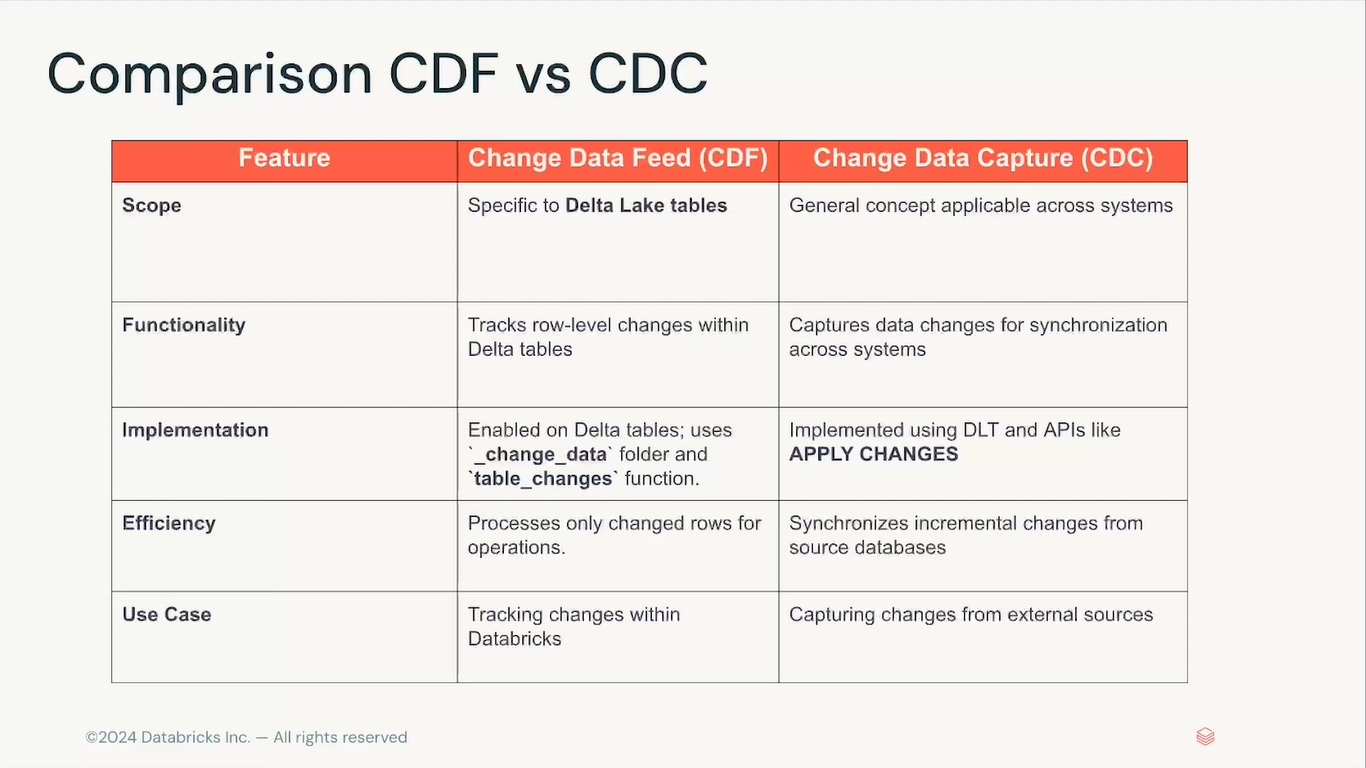 Comparison CDF vs CDC
Feature
Change Data Feed (CDF)
Change Data Capture (CDC)
Scope
Specific to Delta Lake tables
General concept applicable across systems
Functionality
Tracks row-level changes within
Delta tables
Captures data changes for synchronization
across systems
Implementation
Enabled on Delta tables; uses
`_change_data` folder and
`table_changes` function.
Implemented using DLT and APIs like
APPLY CHANGES
Efficiency
Processes only changed rows for
operations.
Synchronizes incremental changes from
source databases
Use Case
Tracking changes within
Databricks
Capturing changes from external sources
©2024 Databricks Inc. — All rights reserved